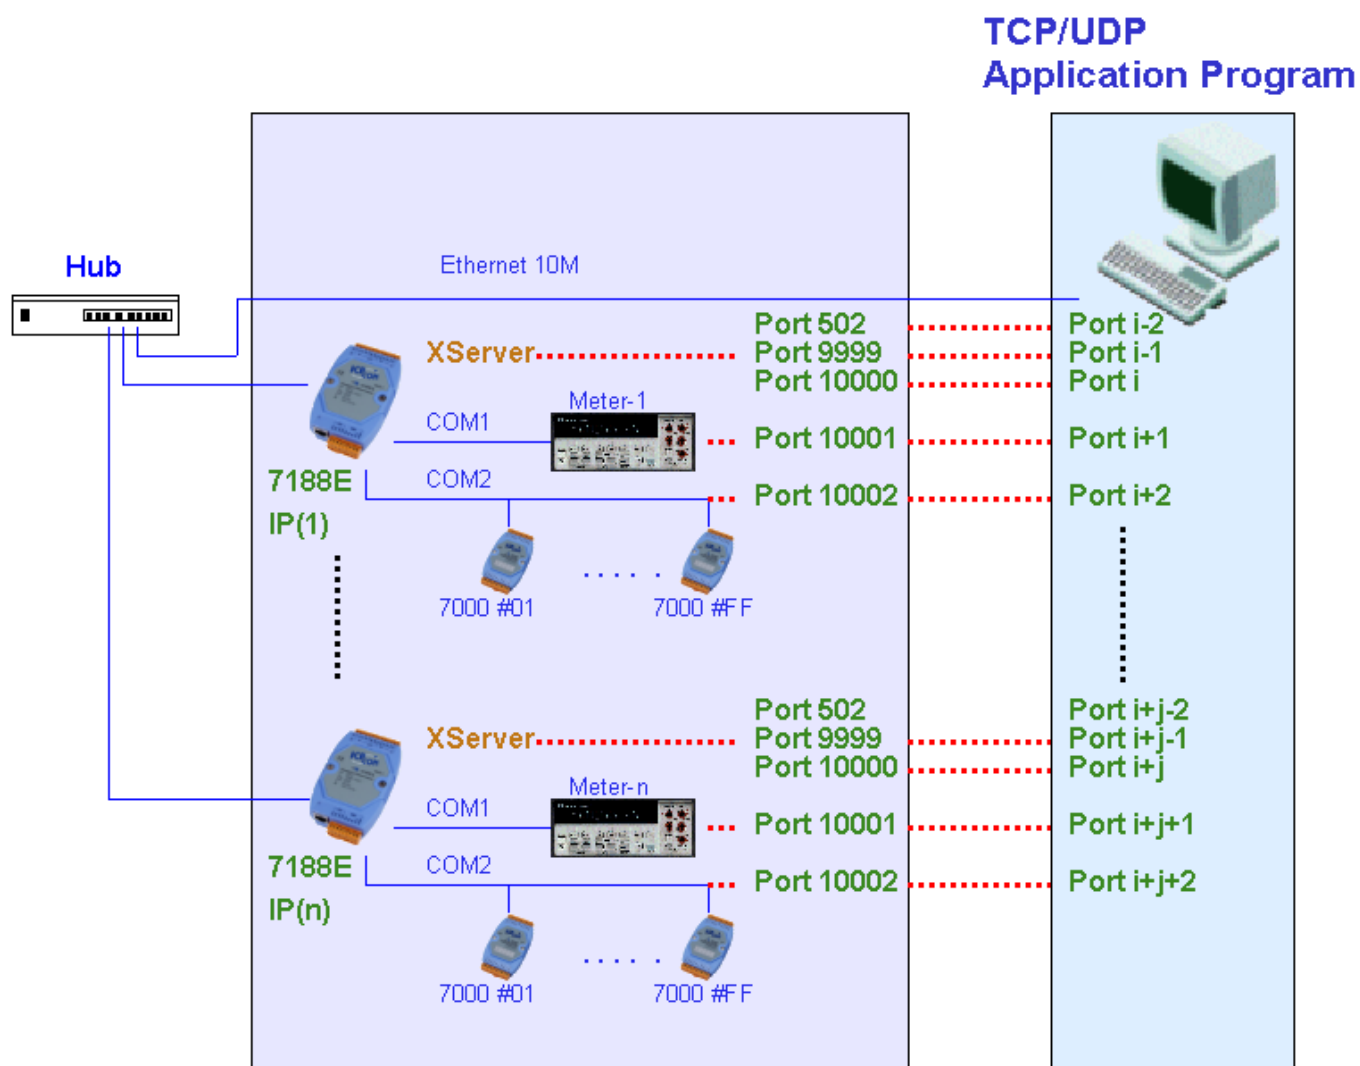 TCP/UDP
Application Program
Hub
Ethernet 10M
Port 502
Port i-2
XServer
Port 9999
Port i-1
Port 10000
Port i
Meter-1
COM1
Port 10001
Port i+1
7188E
COM2
Port 10002
Port i+2
IP(1)
7000 #01
7000 #FF
Port 502
Port i+j-2
XServer
Port 9999
Port i+j-1
Port 10000
Port i+j
Meter-n
COM1
Port 10001
Port i+j+1
7188E
COM2
Port 10002
Port i+j+2
IP(n)
7000 #01
7000 #FF